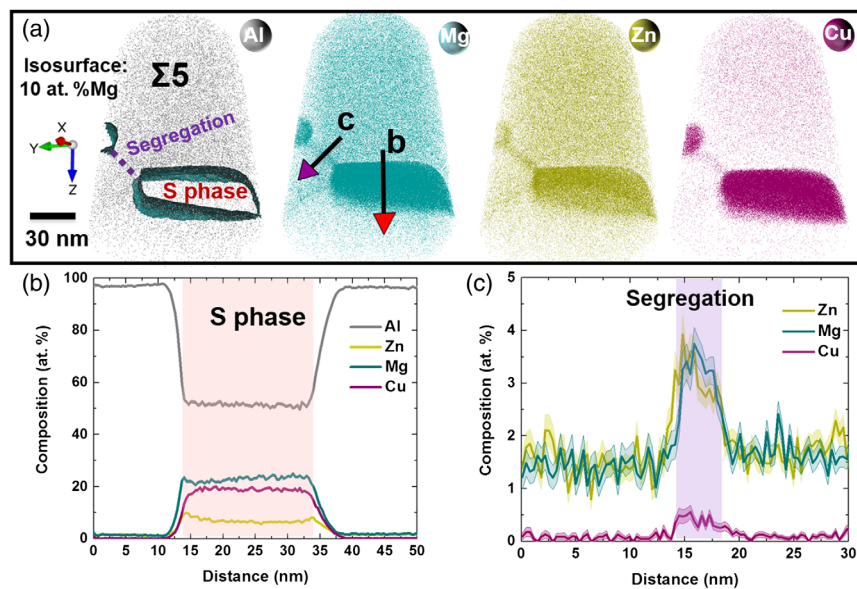 (a)
Al
Mg
Zn
Cu
Isosurface:
10 at. %Mg
Σ5
Segregation
X
Y
Z
S phase
30 nm
c
b
(b)
100
80
60
40
20
0
Composition (at. %)
S phase
Al
Zn
Mg
Cu
0 5 10 15 20 25 30 35 40 45 50
Distance (nm)
(c)
5
4
3
2
1
0
Composition (at. %)
Segregation
Zn
Mg
Cu
0 5 10 15 20 25 30
Distance (nm)